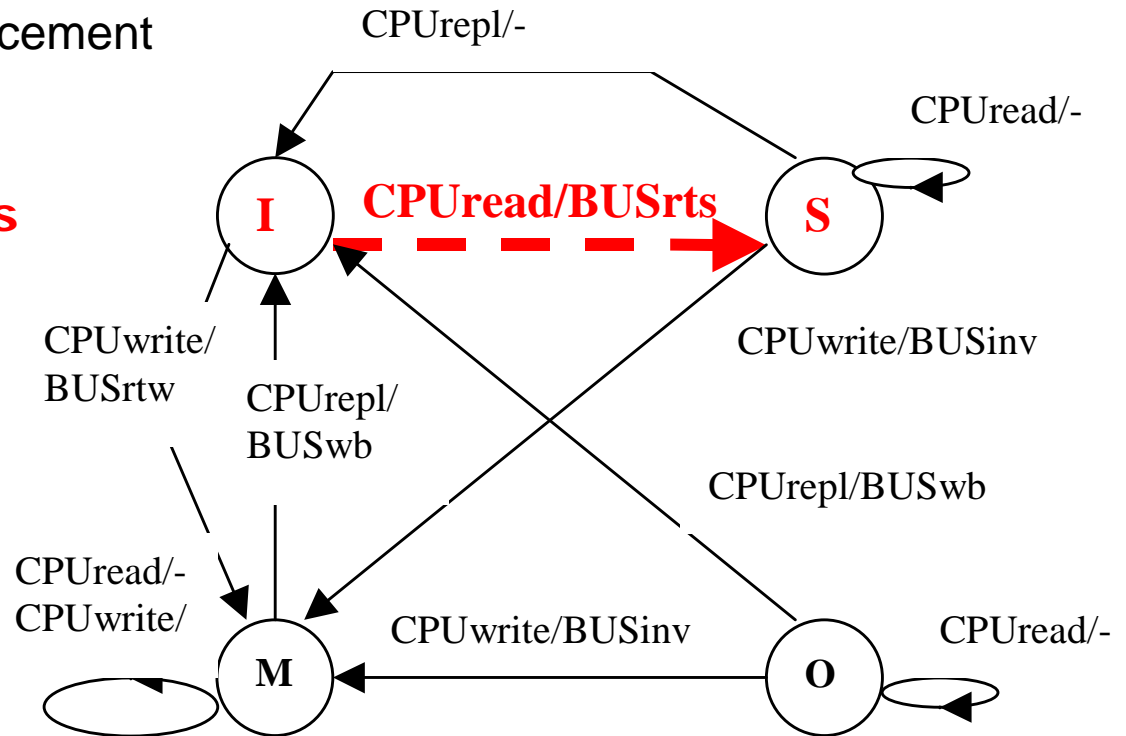 cement
CPUrepl/-
CPUread/-
s
I
CPUread/BUSrts
S
CPUwrite/
BUSrtw
CPUwrite/BUSinv
CPUrepl/
BUSwb
CPUrepl/BUSwb
CPUread/-
CPUwrite/
CPUwrite/BUSinv
CPUread/-
M
O